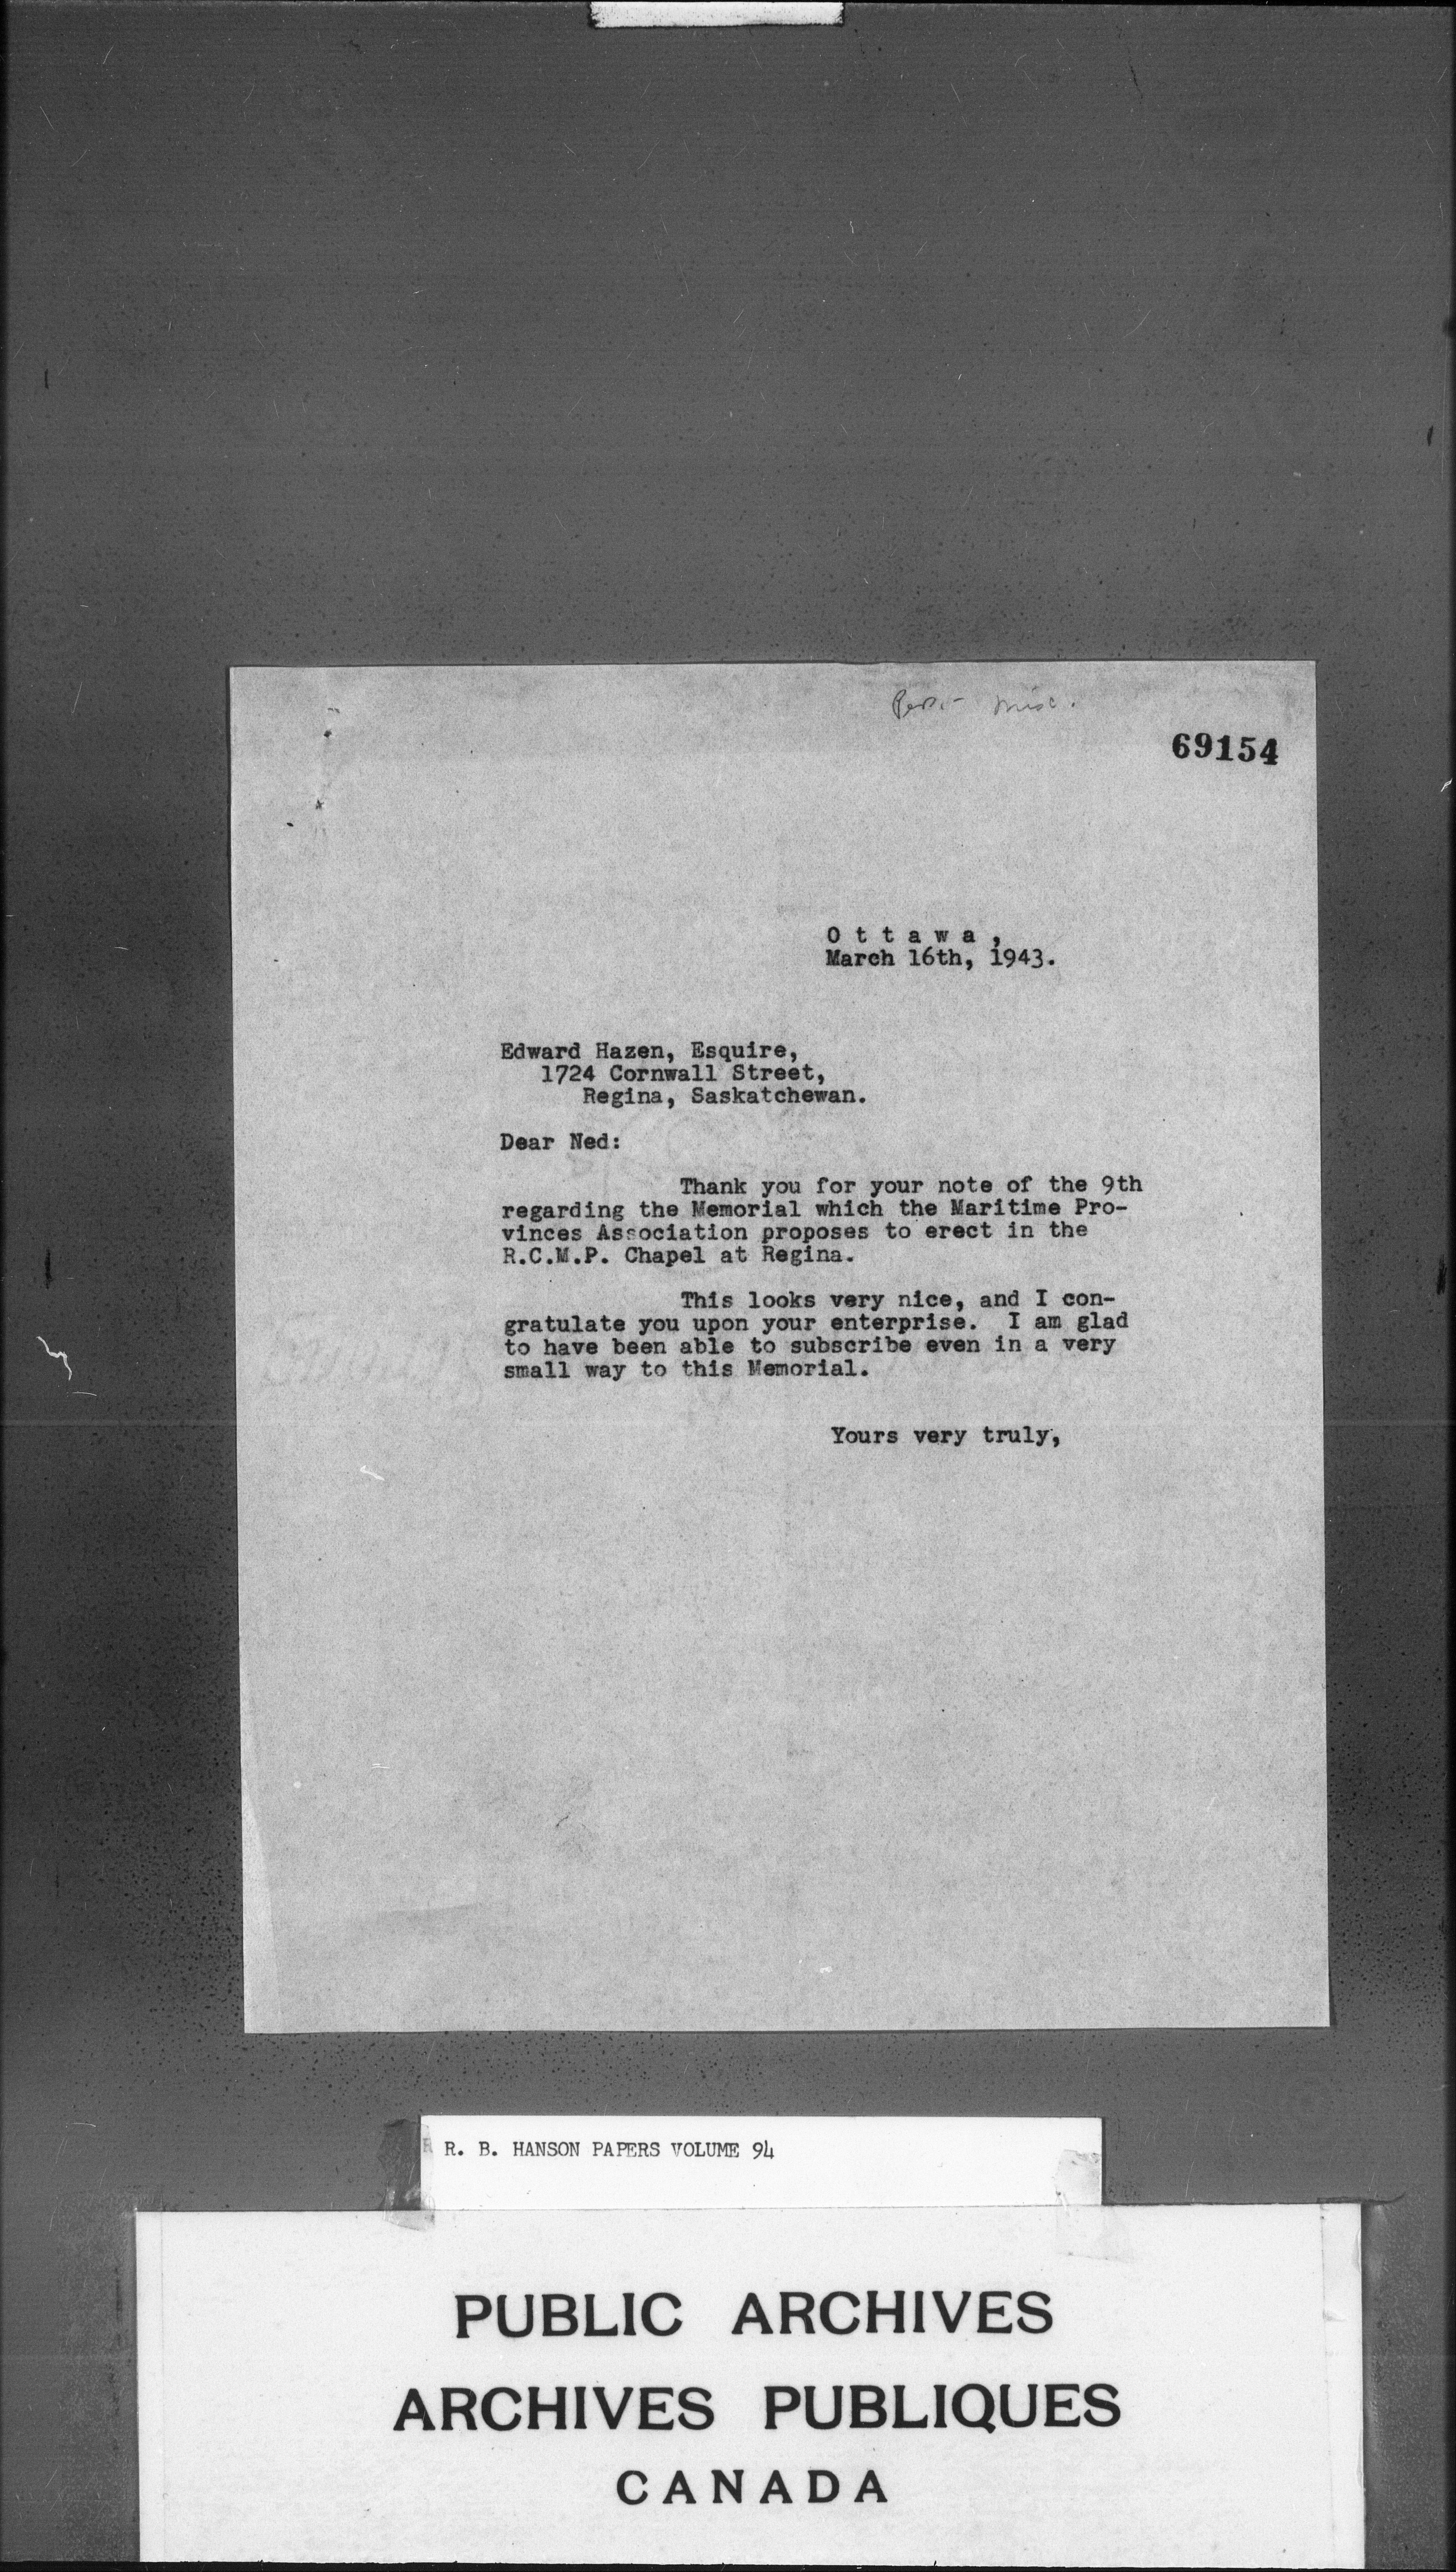 Pers.- Misc.
69154
O t t a w a ,
March 16th, 1943.
Edward Hazen, Esquire,
1724 Cornwall Street,
Regina, Saskatchewan.
Dear Ned:
Thank you for your note of the 9th
regarding the Memorial which the Maritime Pro-
vinces Association proposes to erect in the
R.C.M.P. Chapel at Regina.
This looks very nice, and I con-
gratulate you upon your enterprise. I am glad
to have been able to subscribe even in a very
small way to this Memorial.
Yours very truly,
R. B. HANSON PAPERS VOLUME 94
PUBLIC ARCHIVES
ARCHIVES PUBLIQUES
CANADA